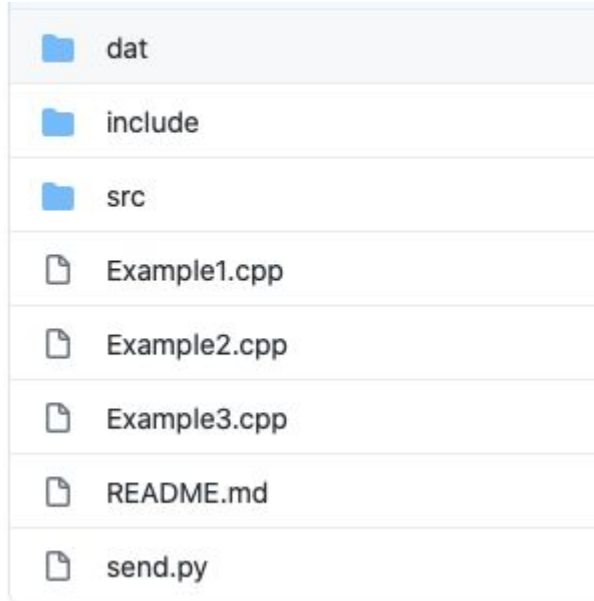 dat
include
src
Example1.cpp
Example2.cpp
Example3.cpp
README.md
send.py